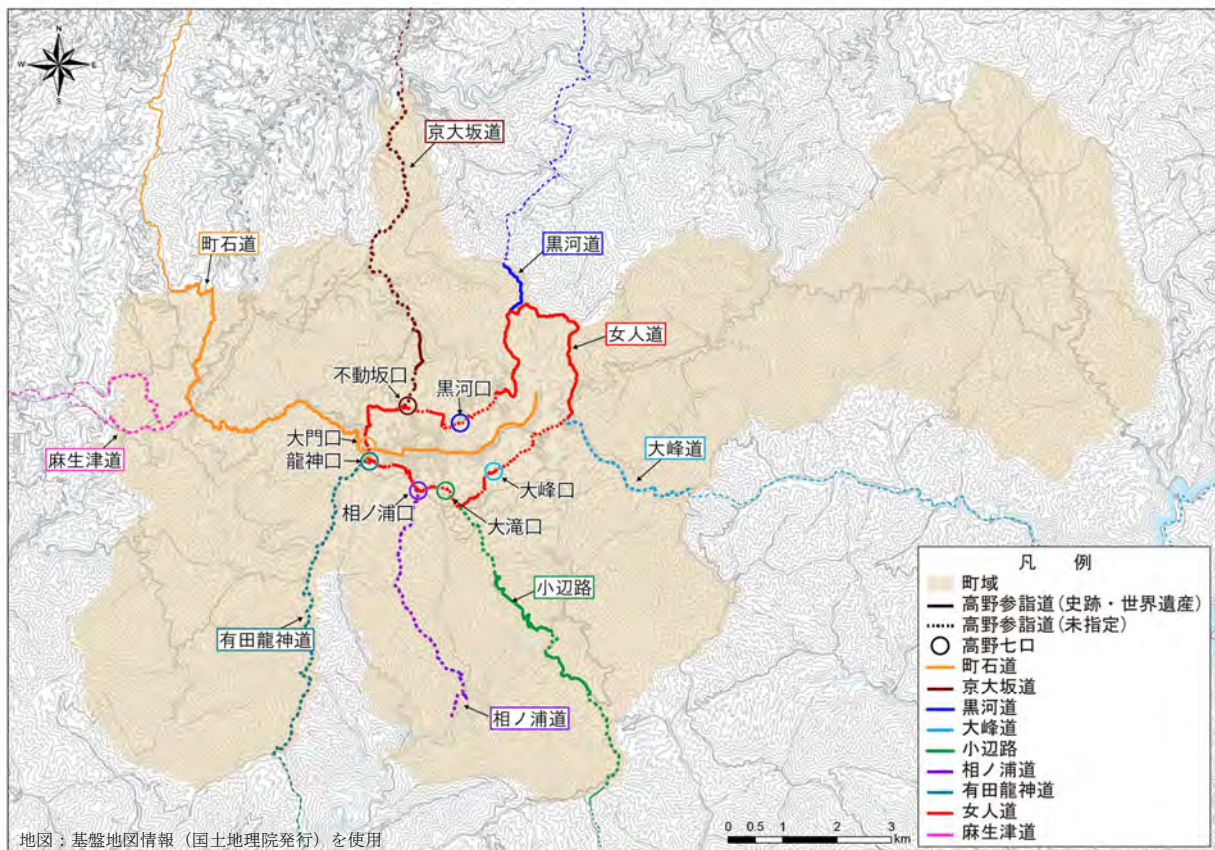 N
W
E
S
京大坂道
町石道
黒河道
女人道
不動坂口
黒河口
大門口
龍神口
麻生津道
大峰道
大峰口
相ノ浦口
大滝口
小辺路
有田龍神道
相ノ浦道
凡 例
町域
高野参詣道(史跡・世界遺産)
高野参詣道(未指定)
高野七口
町石道
京大坂道
黒河道
大峰道
小辺路
相ノ浦道
有田龍神道
女人道
麻生津道
0 0.5 1 2 3
km
地図:基盤地図情報(国土地理院発行)を使用